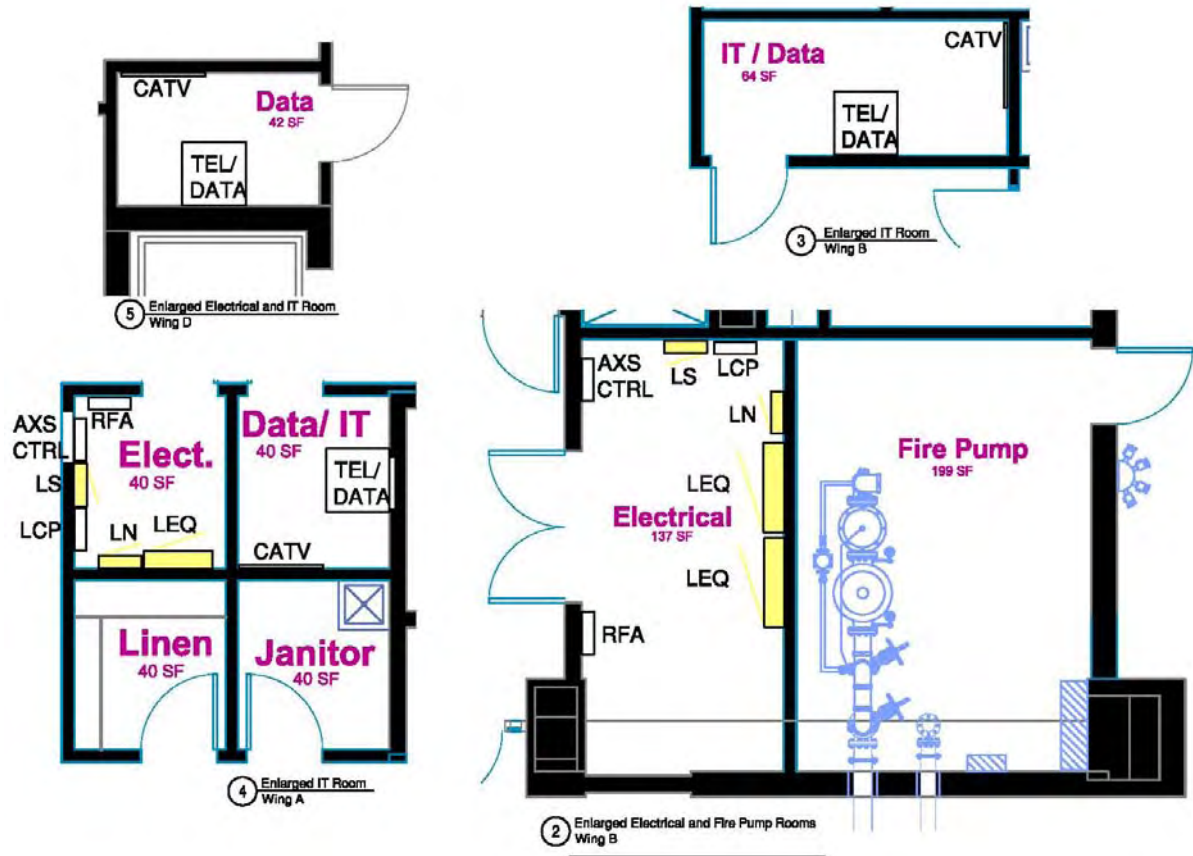 CATV
Data
42 SF
TEL/
DATA
5
Enlarged Electrical and IT Room
Wing D
IT / Data
64 SF
CATV
TEL/
DATA
3
Enlarged IT Room
Wing B
AXS
CTRL
RFA
Elect.
40 SF
LS
LCP
LN
LEQ
Data/ IT
40 SF
TEL/
DATA
CATV
Linen
40 SF
Janitor
40 SF
4
Enlarged IT Room
Wing A
AXS
CTRL
LS
LCP
LN
LEQ
Electrical
137 SF
LEQ
RFA
Fire Pump
199 SF
2
Enlarged Electrical and Fire Pump Rooms
Wing B